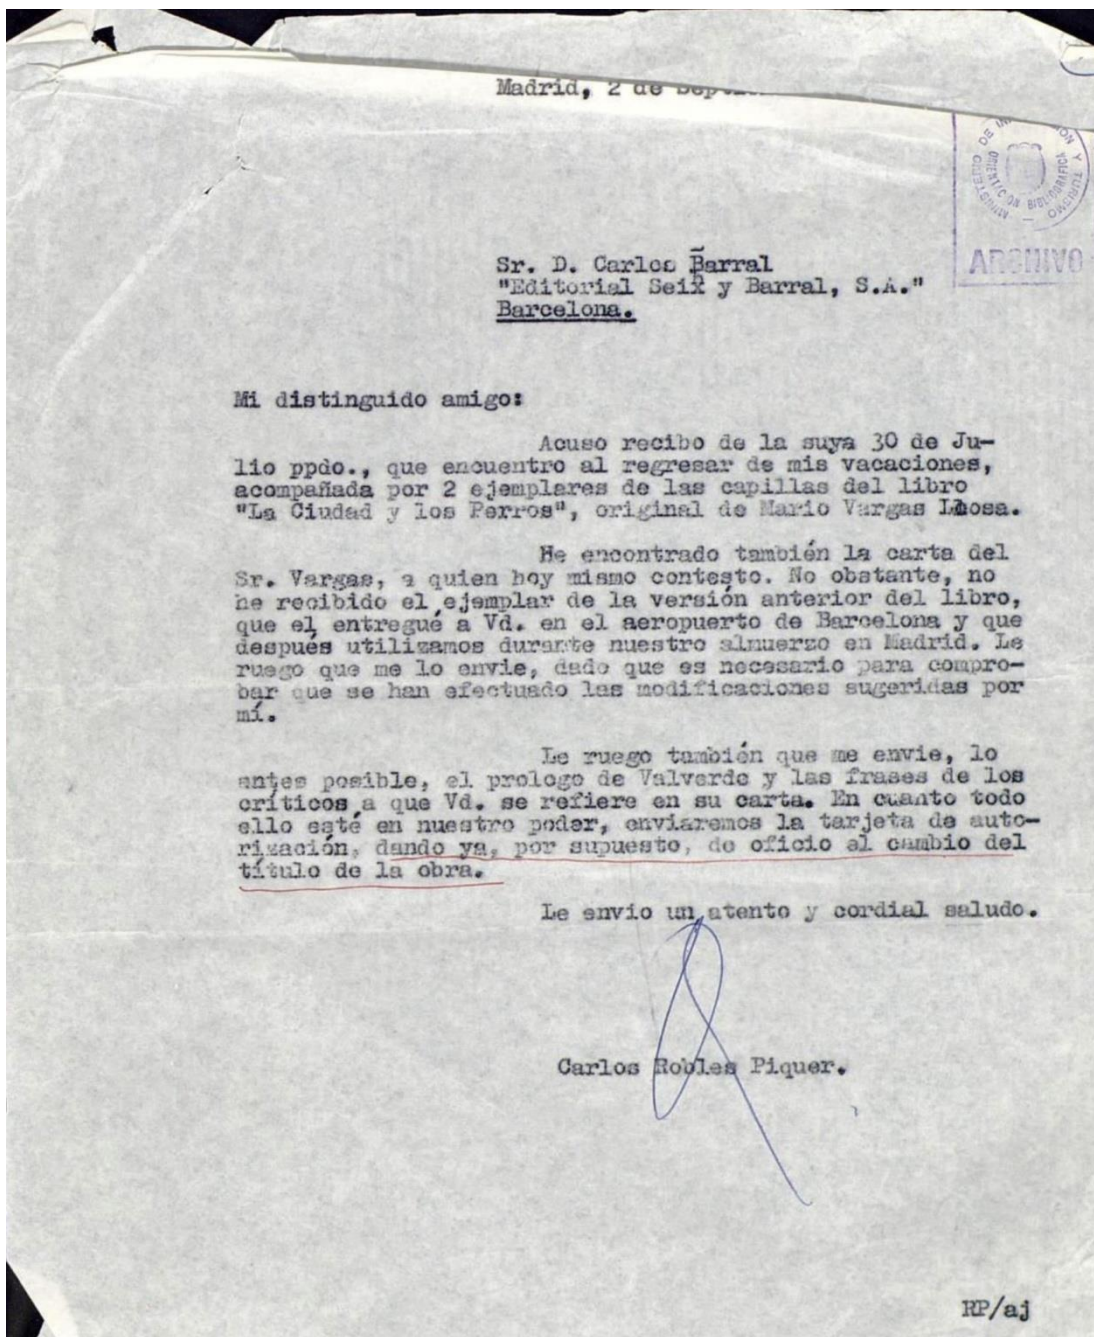 Madrid, 2 de
MINISTERIO DE INFORMACION Y TURISMO
ORIENTACION BIBLIOGRAFICA
ARCHIVO
Sr. D. Carlos Barral
"Editorial Seix y Barral, S.A."
Barcelona.
Mi distinguido amigo:
Acuso recibo de la suya 30 de Ju-
lio ppdo., que encuentro al regresar de mis vacaciones,
acompañada por 2 ejemplares de las capillas del libro
"La Ciudad y los Perros", original de Mario Vargas Llosa.
He encontrado también la carta del
Sr. Vargas, a quien hoy mismo contesto. No obstante, no
he recibido el ejemplar de la versión anterior del libro,
que el entregué a Vd. en el aeropuerto de Barcelona y que
después utilizamos durante nuestro almuerzo en Madrid. Le
ruego que me lo envie, dado que es necesario para compro-
bar que se han efectuado las modificaciones sugeridas por
mí.
Le ruego también que me envie, lo
antes posible, el prologo de Valverde y las frases de los
críticos a que Vd. se refiere en su carta. En cuanto todo
ello esté en nuestro poder, enviaremos la tarjeta de auto-
rización, dando ya, por supuesto, de oficio el cambio del
título de la obra.
Le envio un atento y cordial saludo.
Carlos Robles Piquer.
RP/aj